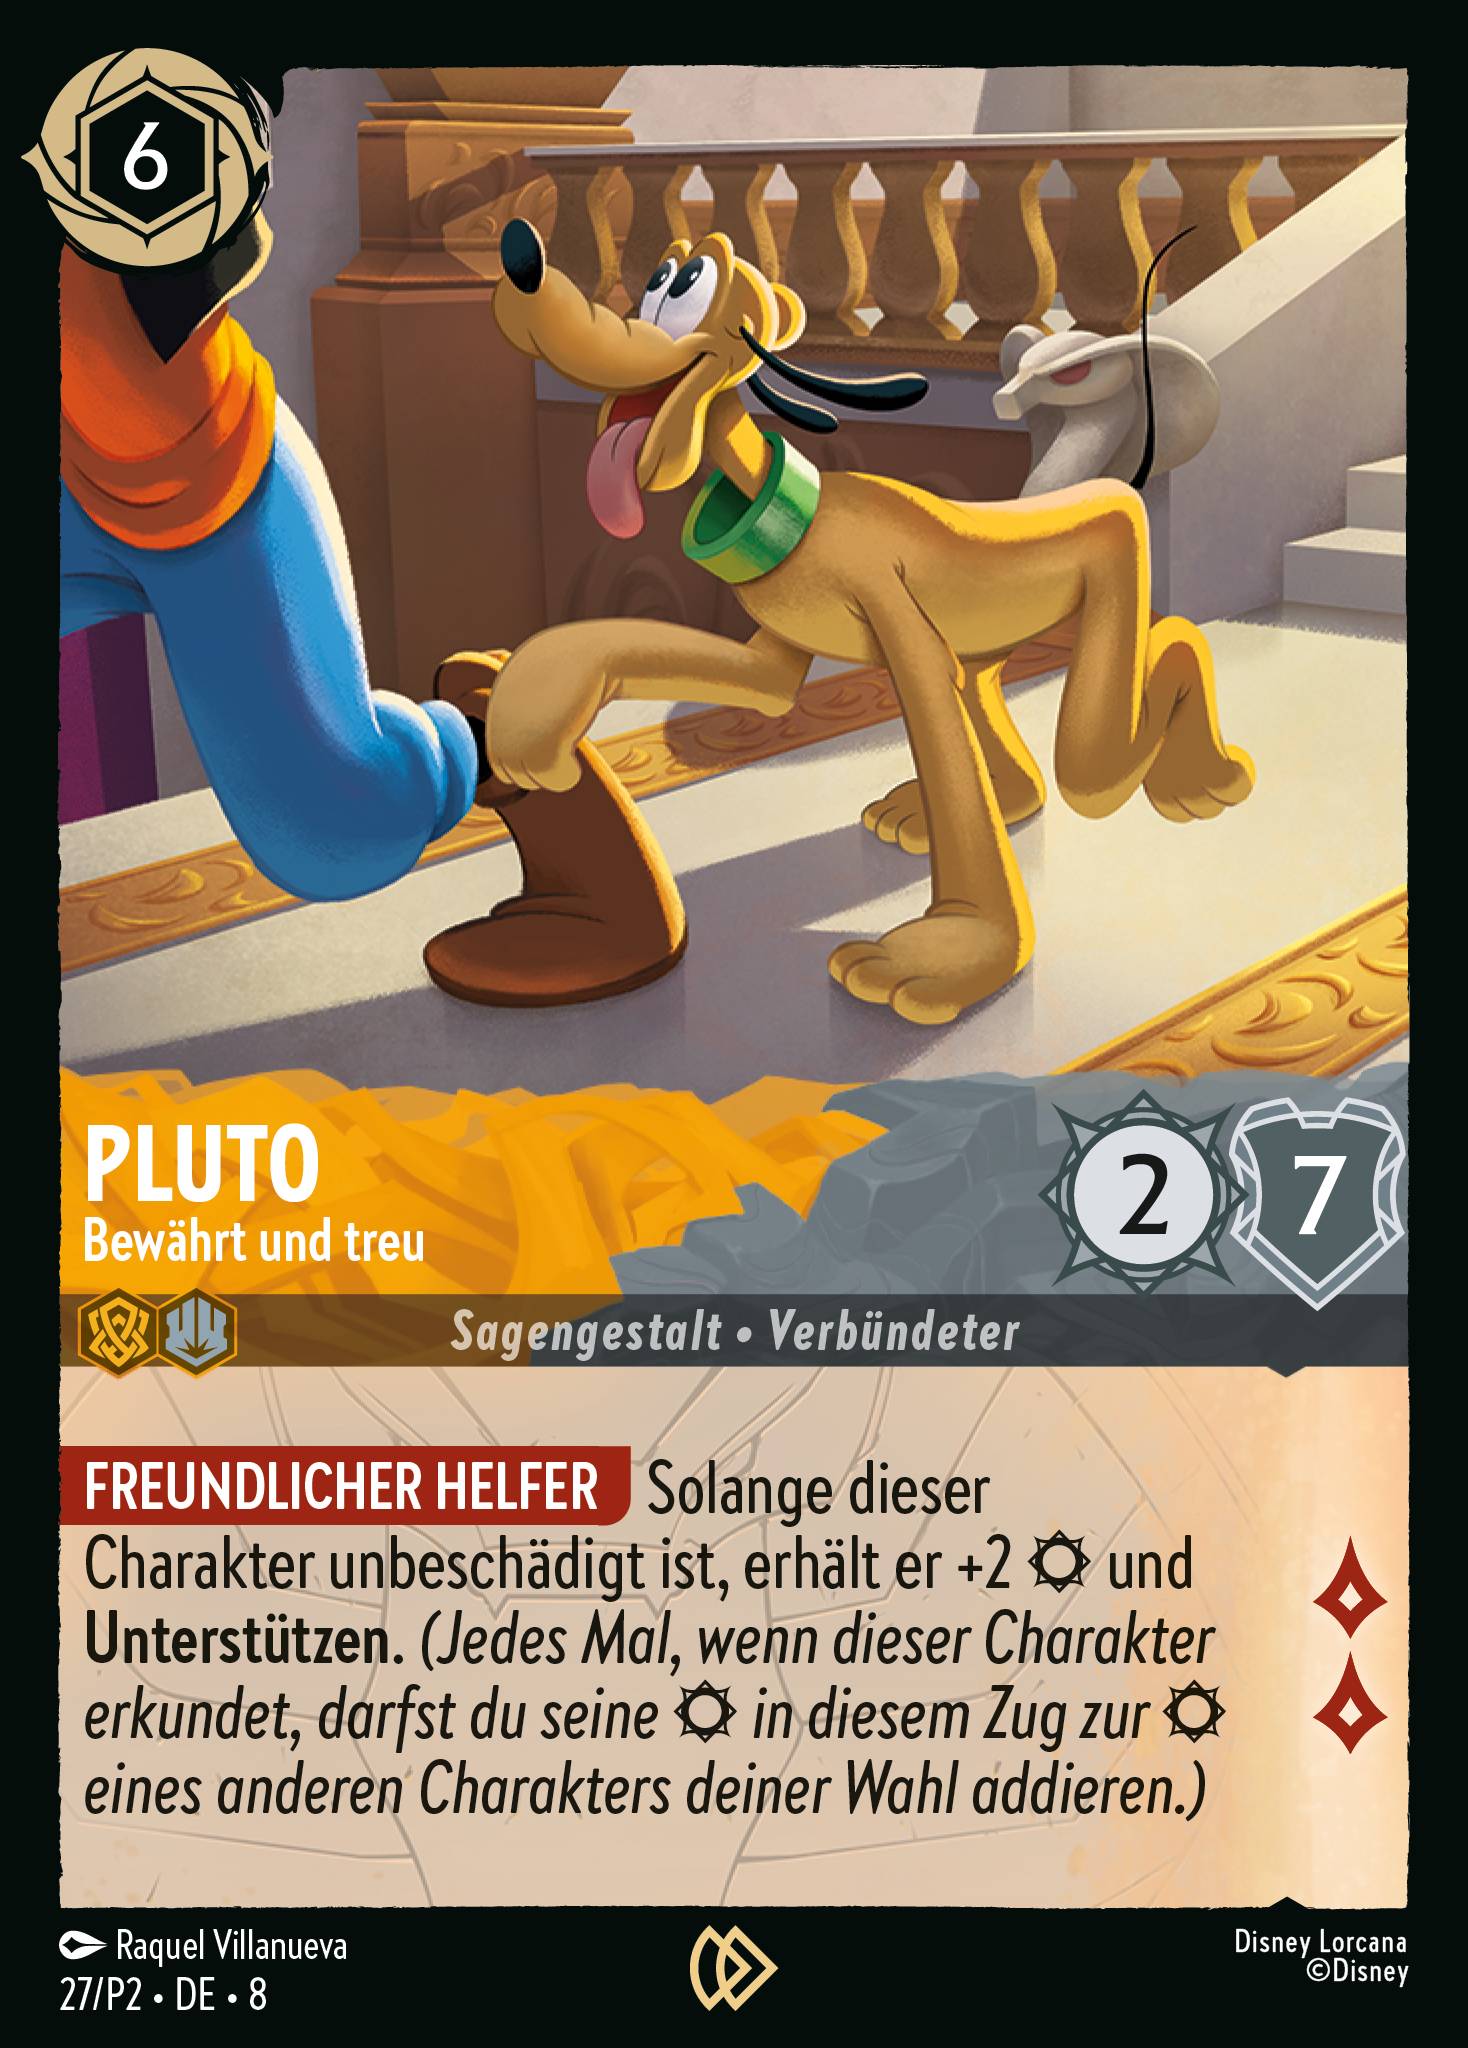 6
PLUTO
Bewährt und treu
2
7
Sagengestalt • Verbündeter
FREUNDLICHER HELFER Solange dieser
Charakter unbeschädigt ist, erhält er +2 und
Unterstützen. (Jedes Mal, wenn dieser Charakter
erkundet, darfst du seine in diesem Zug zur
eines anderen Charakters deiner Wahl addieren.)
Raquel Villanueva
27/P2 • DE • 8
Disney Lorcana
©Disney